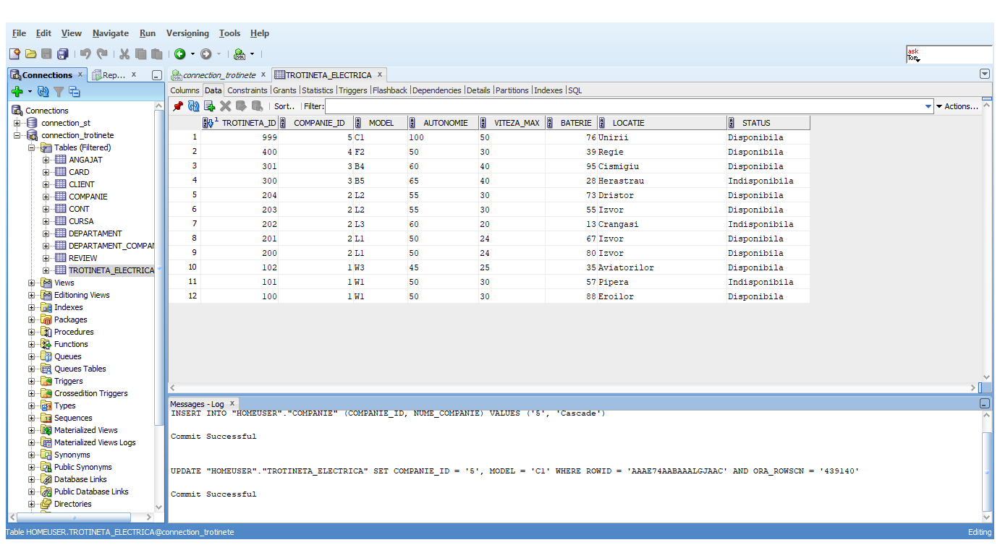 File Edit View Navigate Run Versioning Tools Help
ask
Tom
Connections x Rep... x connection_trotinete x TROTINETA_ELECTRICA x
Columns Data Constraints Grants Statistics Triggers Flashback Dependencies Details Partitions Indexes SQL
Sort.. Filter: Actions...
Connections
connection_st
connection_trotinete
Tables (Filtered)
ANGAJAT
CARD
CLIENT
COMPANIE
CONT
CURSA
DEPARTAMENT
DEPARTAMENT_COMPAN
REVIEW
TROTINETA_ELECTRICA
Views
Editioning Views
Indexes
Packages
Procedures
Functions
Queues
Queues Tables
Triggers
Crossedition Triggers
Types
Sequences
Materialized Views
Materialized Views Logs
Synonyms
Public Synonyms
Database Links
Public Database Links
Directories
TROTINETA_ID COMPANIE_ID MODEL AUTONOMIE VITEZA_MAX BATERIE LOCATIE STATUS
1 999 5 C1 100 50 76 Unirii Disponibila
2 400 4 F2 50 30 39 Regie Disponibila
3 301 3 B4 60 40 95 Cismigiu Disponibila
4 300 3 B5 65 40 28 Herastrau Indisponibila
5 204 2 L2 55 30 73 Dristor Disponibila
6 203 2 L2 55 30 55 Izvor Disponibila
7 202 2 L3 60 20 13 Crangasi Indisponibila
8 201 2 L1 50 24 67 Izvor Disponibila
9 200 2 L1 50 24 80 Izvor Disponibila
10 102 1 W3 45 25 35 Aviatorilor Disponibila
11 101 1 W1 50 30 57 Pipera Indisponibila
12 100 1 W1 50 30 88 Eroilor Disponibila
Messages - Log x
INSERT INTO "HOMEUSER"."COMPANIE" (COMPANIE_ID, NUME_COMPANIE) VALUES ('5', 'Cascade')
Commit Successful
UPDATE "HOMEUSER"."TROTINETA_ELECTRICA" SET COMPANIE_ID = '5', MODEL = 'C1' WHERE ROWID = 'AAAE74AABAAALGJAAC' AND ORA_ROWSCN = '439140'
Commit Successful
Table HOMEUSER.TROTINETA_ELECTRICA@connection_trotinete Editing